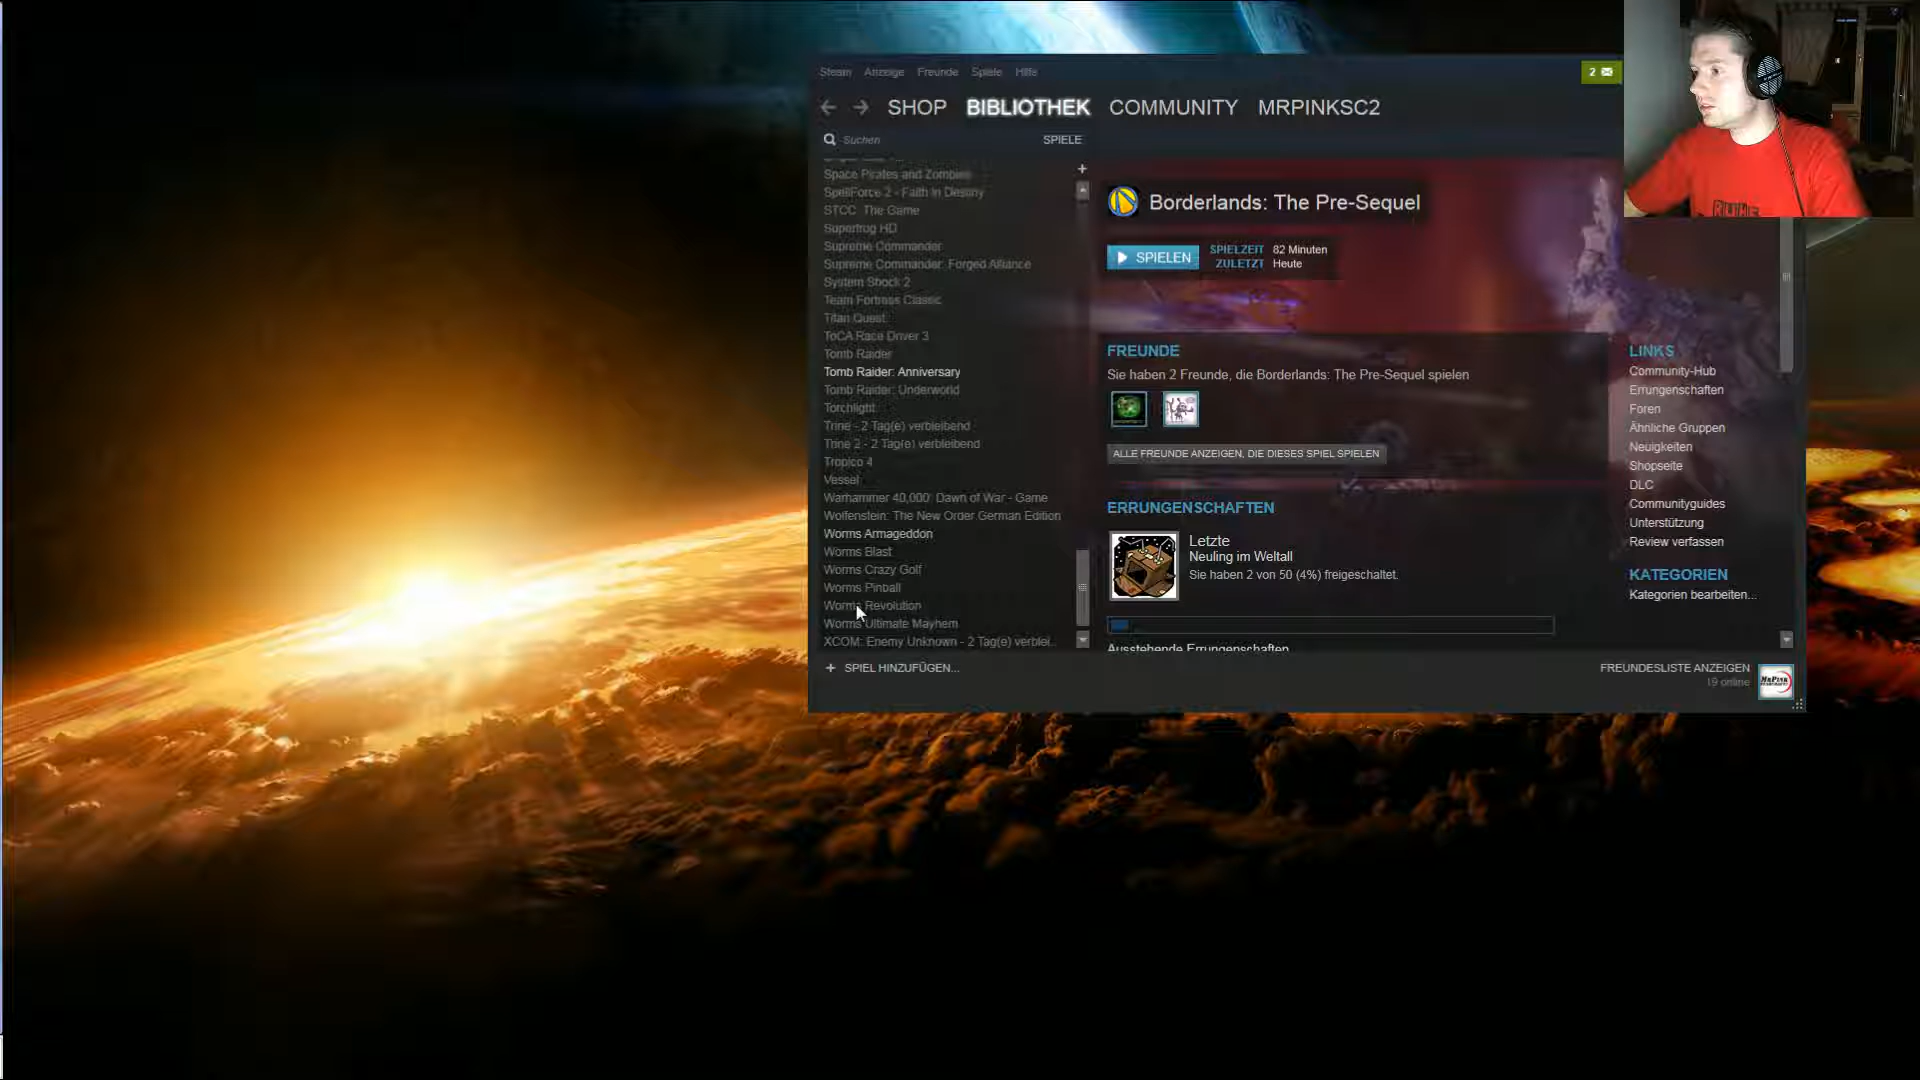 Steam Anzeige Freunde Spiele Hilfe
2
SHOP BIBLIOTHEK COMMUNITY MRPINKSC2
Suchen SPIELE
Space Pirates and Zombies
SpellForce 2 - Faith in Destiny
STCC The Game
Superfrog HD
Supreme Commander
Supreme Commander: Forged Alliance
System Shock 2
Team Fortress Classic
Titan Quest
ToCA Race Driver 3
Tomb Raider
Tomb Raider: Anniversary
Tomb Raider: Underworld
Torchlight
Trine - 2 Tag(e) verbleibend
Trine 2 - 2 Tag(e) verbleibend
Tropico 4
Vessel
Warhammer 40,000: Dawn of War - Game
Wolfenstein: The New Order German Edition
Worms Armageddon
Worms Blast
Worms Crazy Golf
Worms Pinball
Worms Revolution
Worms Ultimate Mayhem
XCOM: Enemy Unknown - 2 Tag(e) verblei...
+ SPIEL HINZUFÜGEN...
Borderlands: The Pre-Sequel
SPIELEN
SPIELZEIT 82 Minuten
ZULETZT Heute
FREUNDE
Sie haben 2 Freunde, die Borderlands: The Pre-Sequel spielen
ALLE FREUNDE ANZEIGEN, DIE DIESES SPIEL SPIELEN
ERRUNGENSCHAFTEN
Letzte
Neuling im Weltall
Sie haben 2 von 50 (4%) freigeschaltet.
Ausstehende Errungenschaften
LINKS
Community-Hub
Errungenschaften
Foren
Ähnliche Gruppen
Neuigkeiten
Shopseite
DLC
Communityguides
Unterstützung
Review verfassen
KATEGORIEN
Kategorien bearbeiten...
FREUNDESLISTE ANZEIGEN
19 online
MRPINK